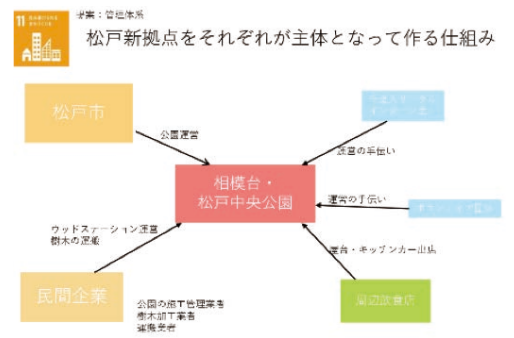 11
提案：管理体系
松戸新拠点をそれぞれが主体となって作る仕組み
松戸市
公園運営
運営の手伝い
相模台・
松戸中央公園
運営の手伝い
ウッドステーション運営
樹木の運搬
屋台・キッチンカー出店
民間企業
公園の施工管理業者
樹木加工業者
運搬業者
周辺飲食店